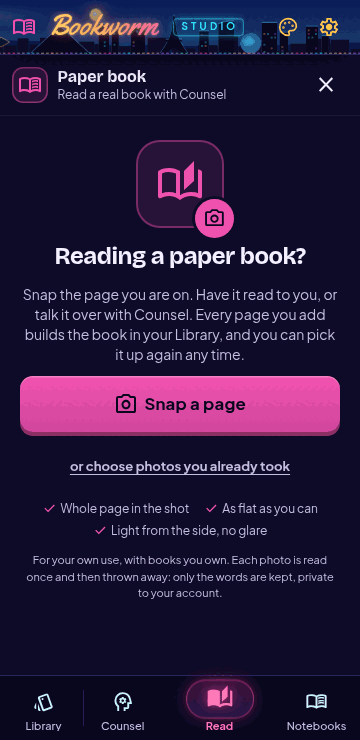 Bookworm STUDIO
Paper book
Read a real book with Counsel
Reading a paper book?
Snap the page you are on. Have it read to you, or
talk it over with Counsel. Every page you add
builds the book in your Library, and you can pick
it up again any time.
Snap a page
or choose photos you already took
Whole page in the shot
As flat as you can
Light from the side, no glare
For your own use, with books you own. Each photo is read
once and then thrown away: only the words are kept, private
to your account.
Library
Counsel
Read
Notebooks